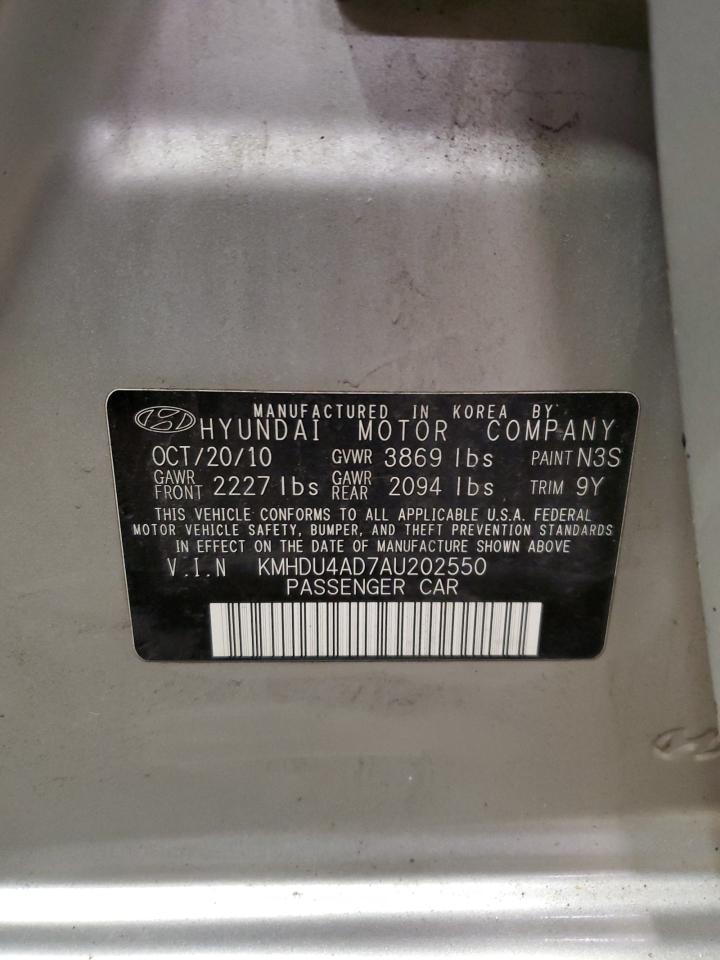 MANUFACTURED IN KOREA BY
HYUNDAI MOTOR COMPANY
OCT/20/10 GVWR 3869 lbs PAINT N3S
GAWR FRONT 2227 lbs GAWR REAR 2094 lbs TRIM 9Y
THIS VEHICLE CONFORMS TO ALL APPLICABLE U.S.A. FEDERAL
MOTOR VEHICLE SAFETY, BUMPER, AND THEFT PREVENTION STANDARDS
IN EFFECT ON THE DATE OF MANUFACTURE SHOWN ABOVE
V.I.N KMHDU4AD7AU202550
PASSENGER CAR